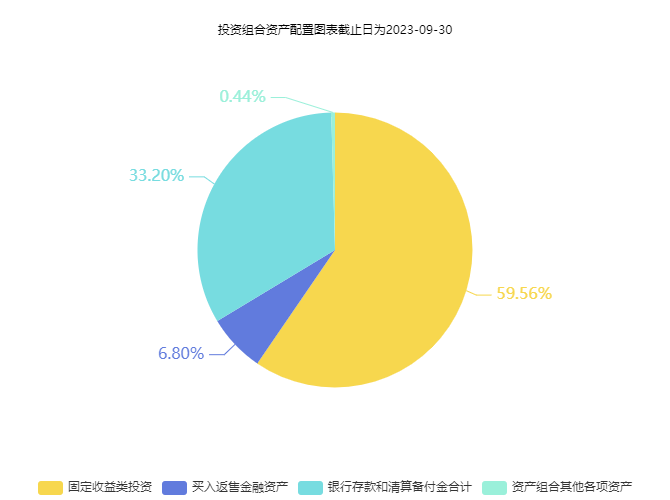 投资组合资产配置图表截止日为2023-09-30
0.44%
33.20%
59.56%
6.80%
固定收益类投资 买入返售金融资产 银行存款和清算备付金合计 资产组合其他各项资产